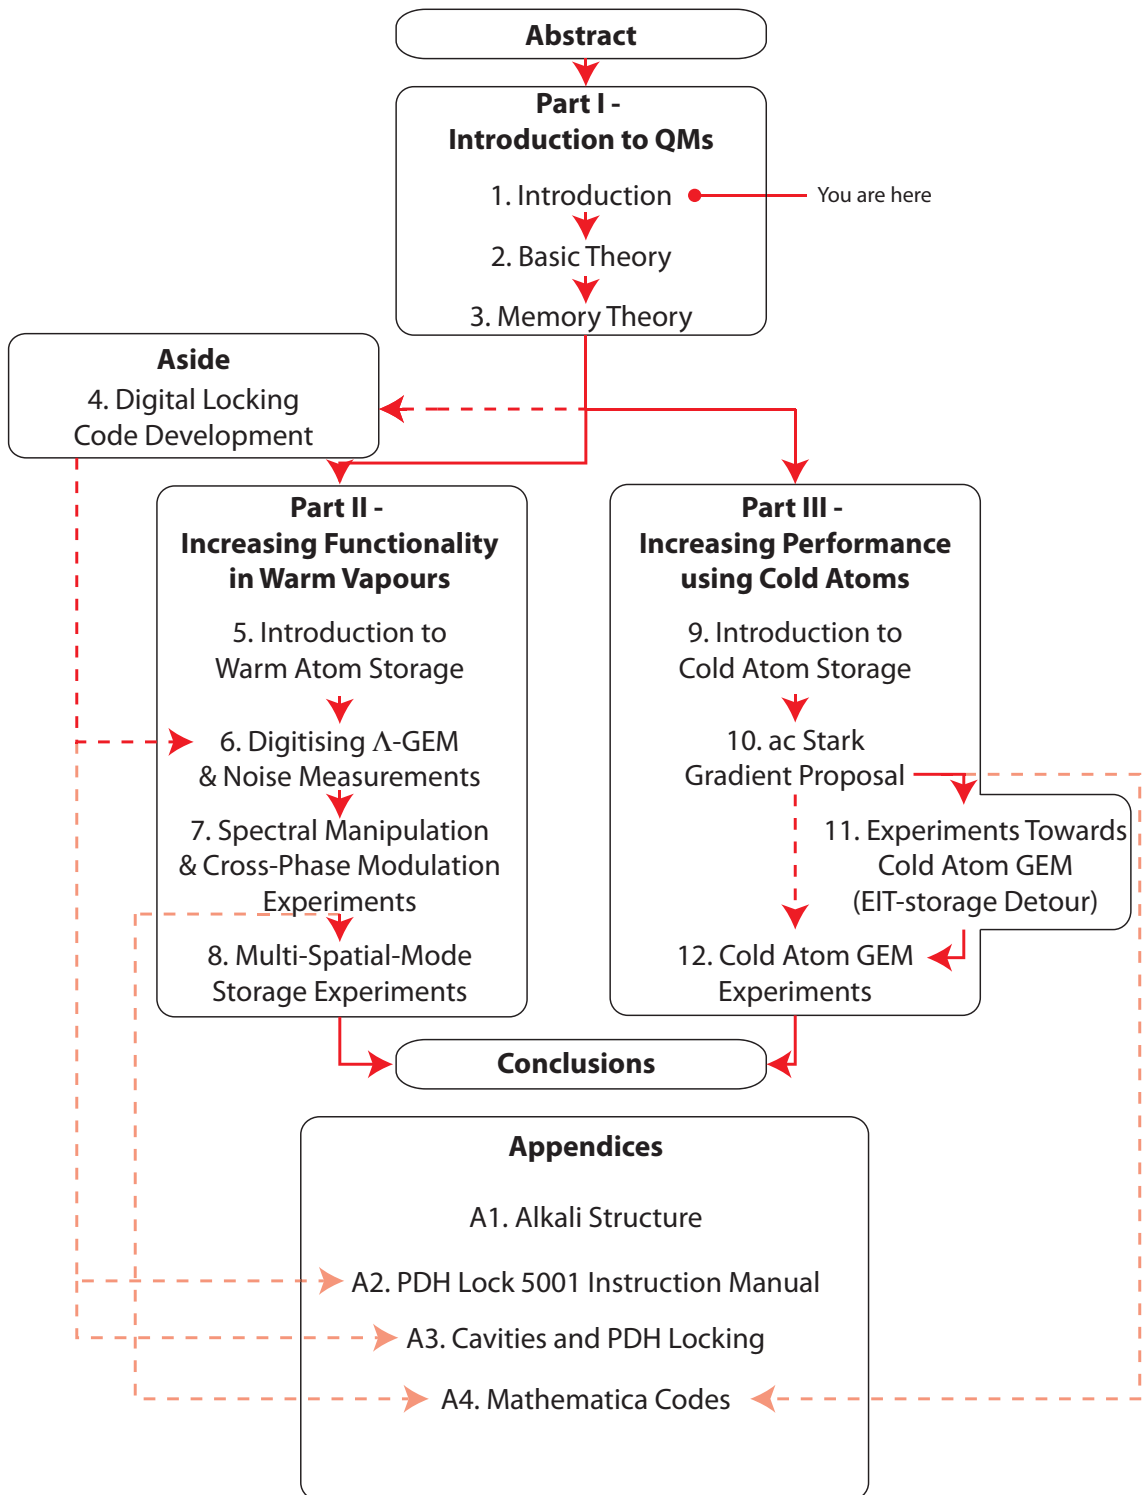 Abstract
Part I -
Introduction to QMs
1. Introduction
You are here
2. Basic Theory
3. Memory Theory
Aside
4. Digital Locking
Code Development
Part II -
Increasing Functionality
in Warm Vapours
5. Introduction to
Warm Atom Storage
6. Digitising Λ-GEM
& Noise Measurements
7. Spectral Manipulation
& Cross-Phase Modulation
Experiments
8. Multi-Spatial-Mode
Storage Experiments
Part III -
Increasing Performance
using Cold Atoms
9. Introduction to
Cold Atom Storage
10. ac Stark
Gradient Proposal
11. Experiments Towards
Cold Atom GEM
(EIT-storage Detour)
12. Cold Atom GEM
Experiments
Conclusions
Appendices
A1. Alkali Structure
A2. PDH Lock 5001 Instruction Manual
A3. Cavities and PDH Locking
A4. Mathematica Codes